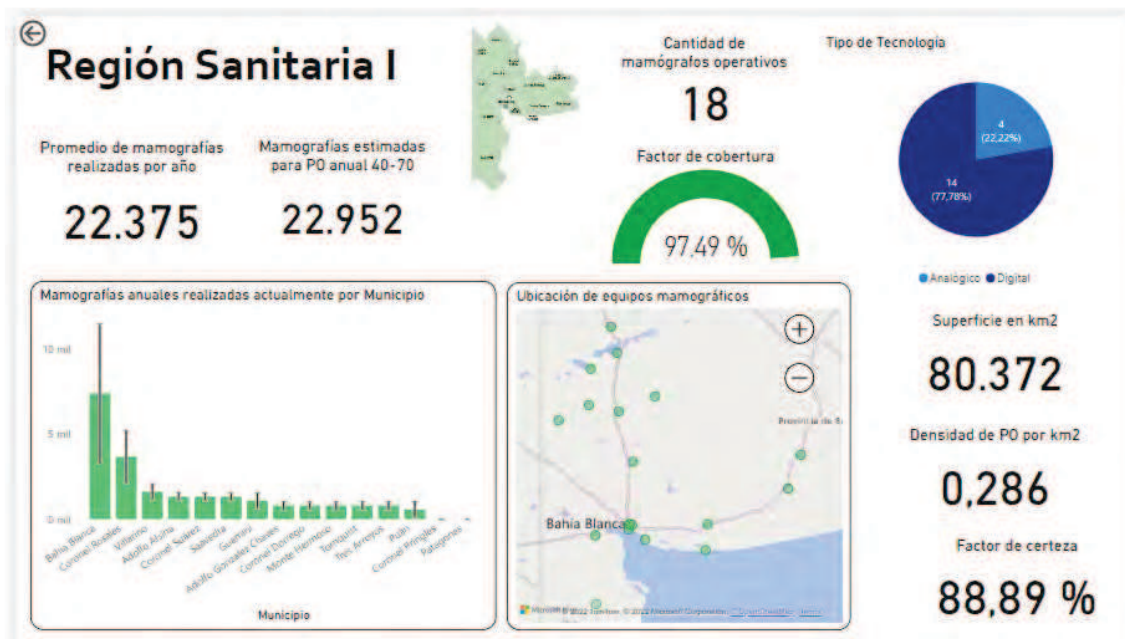 Región Sanitaria I
Promedio de mamografías
realizadas por año
22.375
Mamografías estimadas
para PO anual 40-70
22.952
Cantidad de
mamógrafos operativos
18
Factor de cobertura
97.49 %
Tipo de Tecnología
4
(22,22%)
14
(77,78%)
Analógico Digital
Mamografías anuales realizadas actualmente por Municipio
10 mil
5 mil
0 mil
Bahía Blanca
Coronel Rosales
Villarino
Adolfo Alsina
Coronel Suárez
Saavedra
Guaminí
Adolfo Gonzales Chaves
Coronel Dorrego
Monte Hermoso
Tornquist
Tres Arroyos
Puán
Coronel Pringles
Patagones
Municipio
Ubicación de equipos mamográficos
Provincia de
Bahía Blanca
Superficie en km2
80.372
Densidad de PO por km2
0,286
Factor de certeza
88,89 %